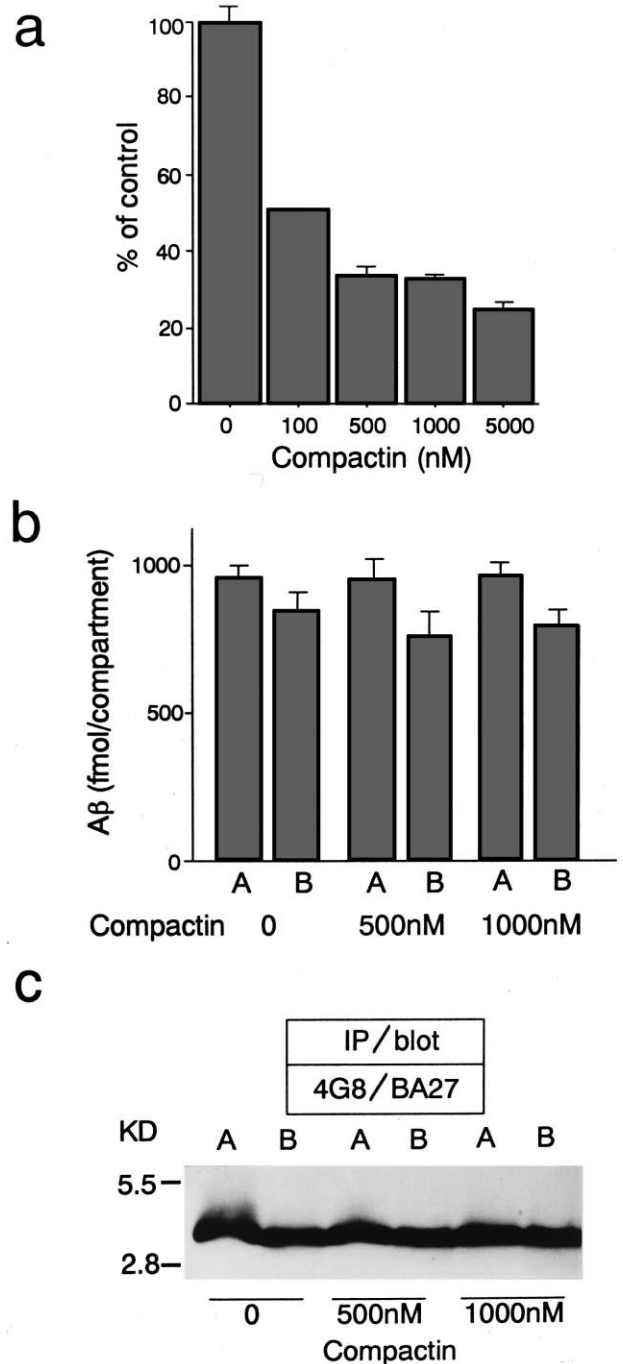 a
% of control
100
80
60
40
20
0
0 100 500 1000 5000
Compactin (nM)
b
Aβ (fmol/compartment)
1000
500
0
A B A B A B
Compactin 0 500nM 1000nM
c
IP/blot
4G8/BA27
KD A B A B A B
5.5
2.8
0 500nM 1000nM
Compactin